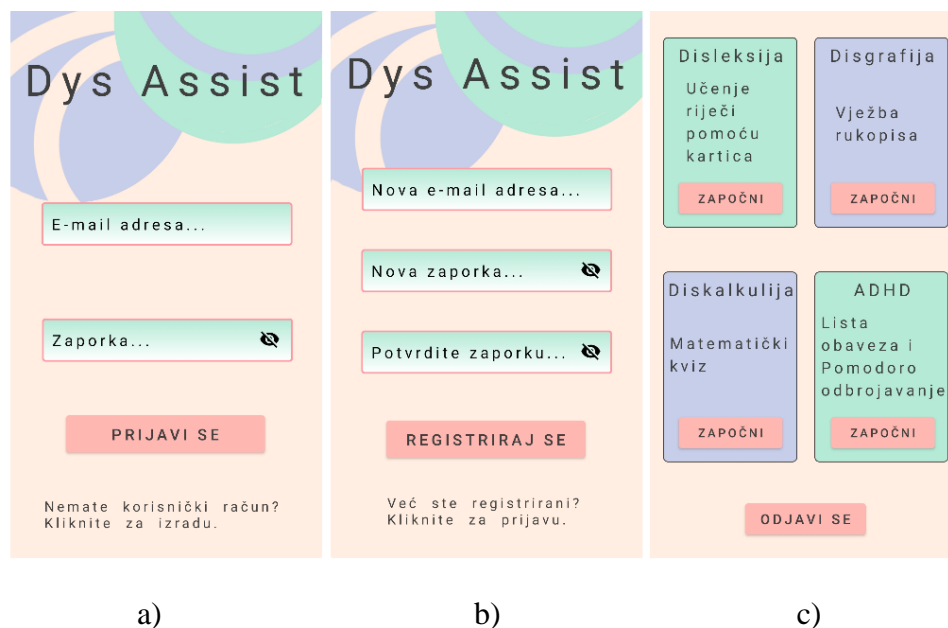 Dys Assist
E-mail adresa...
Zaporka...
PRIJAVI SE
Nemate korisnički račun?
Kliknite za izradu.
a)
Dys Assist
Nova e-mail adresa...
Nova zaporka...
Potvrdite zaporku...
REGISTRIRAJ SE
Već ste registrirani?
Kliknite za prijavu.
b)
Disleksija
Učenje
riječi
pomoću
kartica
ZAPOČNI
Disgrafija
Vježba
rukopisa
ZAPOČNI
Diskalkulija
Matematički
kviz
ZAPOČNI
ADHD
Lista
obaveza i
Pomodoro
odbrojavanje
ZAPOČNI
ODJAVI SE
c)